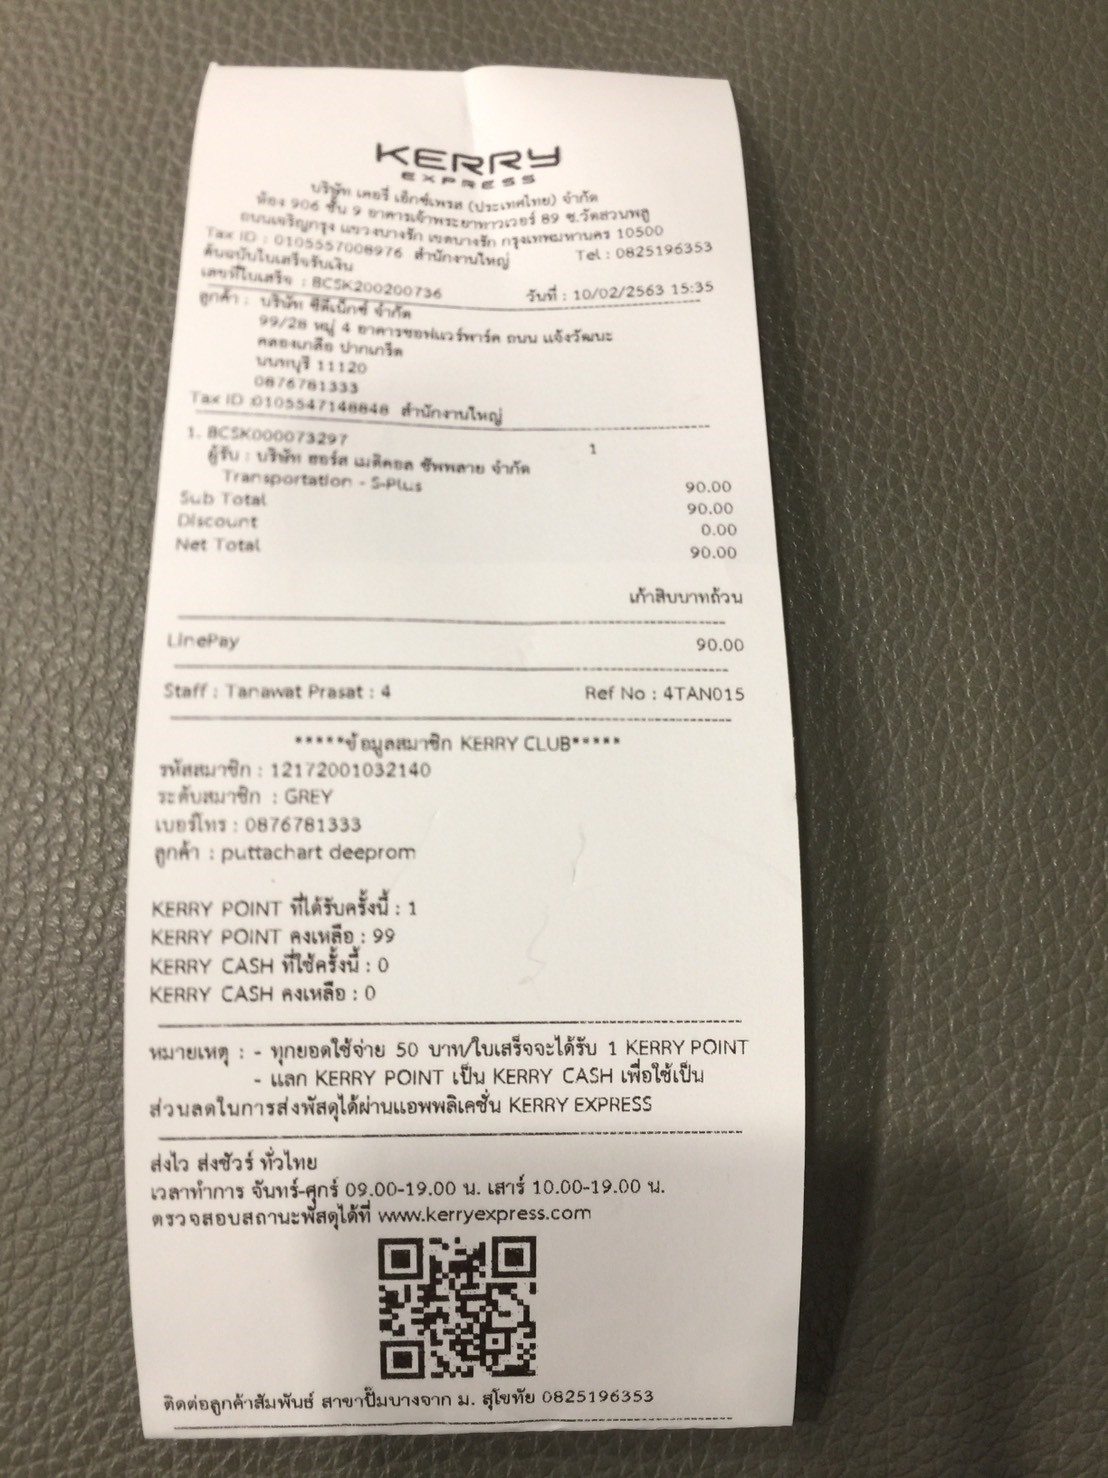 KERRY
EXPRESS
บริษัท เคอรี่ เอ็กซ์เพรส (ประเทศไทย) จำกัด
ห้อง 906 ชั้น 9 อาคารเจ้าพระยาทาวเวอร์ 89 ซ.วัดสวนพลู
ถนนเจริญกรุง แขวงบางรัก เขตบางรัก กรุงเทพมหานคร 10500
Tax ID : 0105557008976 สำนักงานใหญ่ Tel : 0825196353
ต้นฉบับใบเสร็จรับเงิน
เลขที่ใบเสร็จ : BCSK200200736 วันที่ : 10/02/2563 15:35
ลูกค้า : บริษัท ซีดีเน็กซ์ จำกัด
99/28 หมู่ 4 อาคารซอฟแวร์พาร์ค ถนน แจ้งวัฒนะ
คลองเกลือ ปากเกร็ด
นนทบุรี 11120
0876781333
Tax ID :0105547148848 สำนักงานใหญ่
1. BCSK000073297 1
ผู้รับ : บริษัท ฮอร์ส เมดิคอล ซัพพลาย จำกัด
Transportation - S-Plus 90.00
Sub Total 90.00
Discount 0.00
Net Total 90.00
เก้าสิบบาทถ้วน
LinePay 90.00
Staff : Tanawat Prasat : 4 Ref No : 4TAN015
*****ข้อมูลสมาชิก KERRY CLUB*****
รหัสสมาชิก : 12172001032140
ระดับสมาชิก : GREY
เบอร์โทร : 0876781333
ลูกค้า : puttachart deeprom
KERRY POINT ที่ได้รับครั้งนี้ : 1
KERRY POINT คงเหลือ : 99
KERRY CASH ที่ใช้ครั้งนี้ : 0
KERRY CASH คงเหลือ : 0
หมายเหตุ : - ทุกยอดใช้จ่าย 50 บาท/ใบเสร็จจะได้รับ 1 KERRY POINT
- แลก KERRY POINT เป็น KERRY CASH เพื่อใช้เป็น
ส่วนลดในการส่งพัสดุได้ผ่านแอพพลิเคชั่น KERRY EXPRESS
ส่งไว ส่งชัวร์ ทั่วไทย
เวลาทำการ จันทร์-ศุกร์ 09.00-19.00 น. เสาร์ 10.00-19.00 น.
ตรวจสอบสถานะพัสดุได้ที่ www.kerryexpress.com
ติดต่อลูกค้าสัมพันธ์ สาขาปั๊มบางจาก ม. สุโขทัย 0825196353